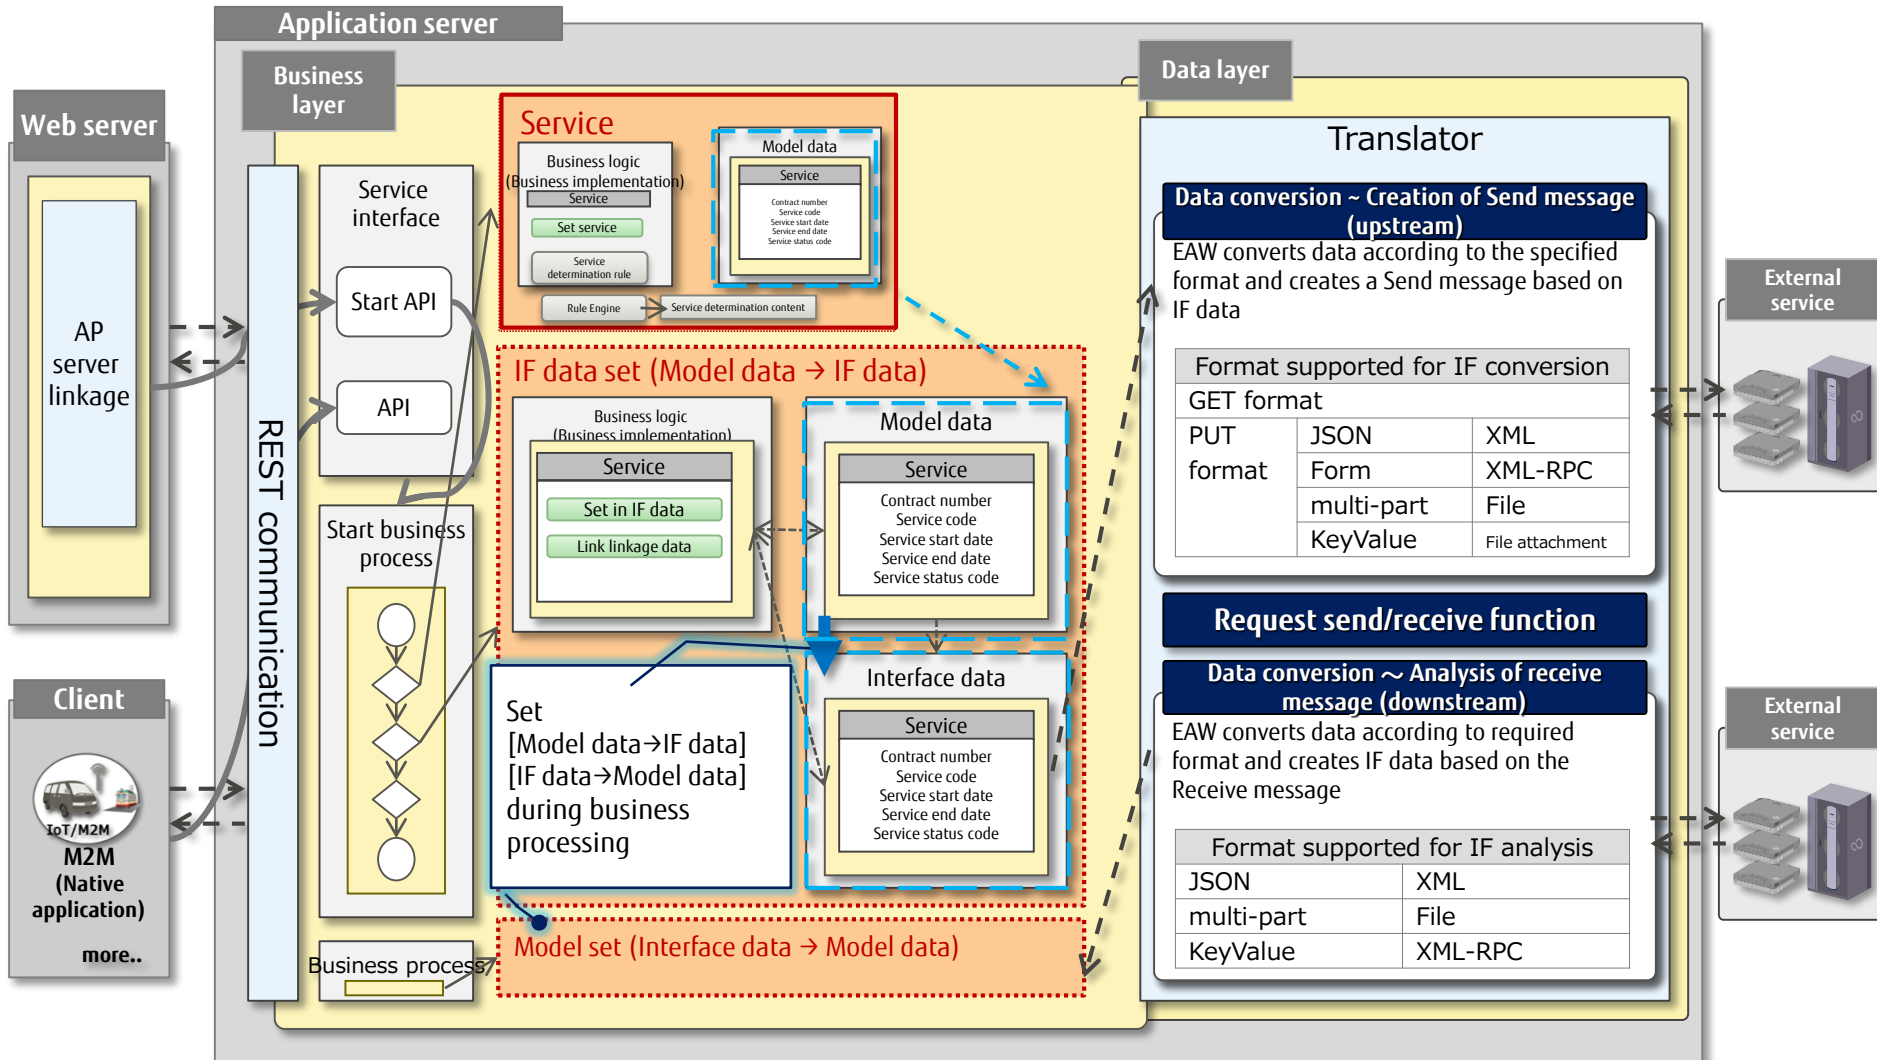 Application server
Business
layer
Data layer
Web server
AP
server
linkage
Client
IoT/M2M
M2M
(Native
application)
more..
REST communication
Service
interface
Start API
API
Start business
process
Business process
Service
Business logic
(Business implementation)
Service
Set service
Service
determination rule
Rule Engine
Service determination content
Model data
Service
Contract number
Service code
Service start date
Service end date
Service status code
IF data set (Model data → IF data)
Business logic
(Business implementation)
Service
Set in IF data
Link linkage data
Model data
Service
Contract number
Service code
Service start date
Service end date
Service status code
Set
[Model data→IF data]
[IF data→Model data]
during business
processing
Interface data
Service
Contract number
Service code
Service start date
Service end date
Service status code
Model set (Interface data → Model data)
Translator
Data conversion ~ Creation of Send message
(upstream)
EAW converts data according to the specified
format and creates a Send message based on
IF data
Format supported for IF conversion
GET format
PUT
format
JSON
XML
Form
XML-RPC
multi-part
File
KeyValue
File attachment
Request send/receive function
Data conversion ～ Analysis of receive
message (downstream)
EAW converts data according to required
format and creates IF data based on the
Receive message
Format supported for IF analysis
JSON
XML
multi-part
File
KeyValue
XML-RPC
External
service
External
service